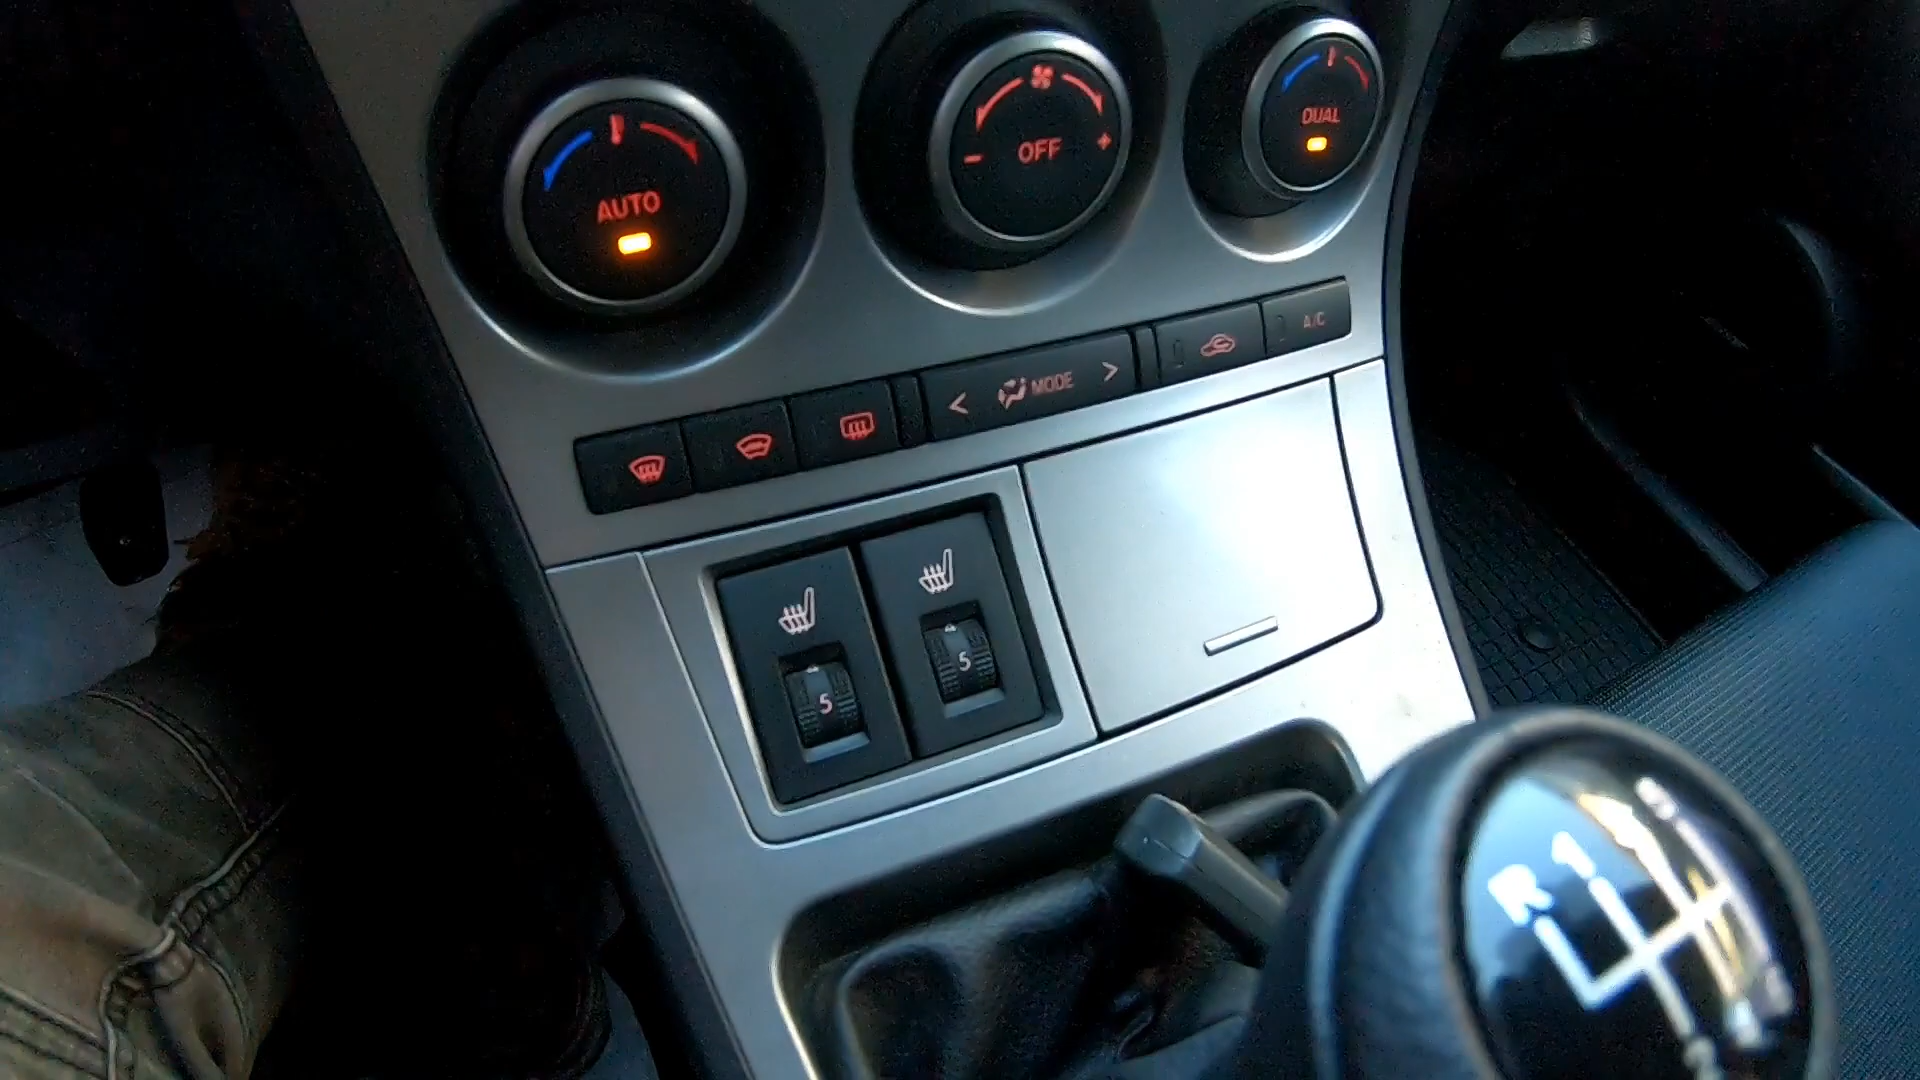 AUTO
OFF
- +
DUAL
< MODE >
A/C
5
5
R 1